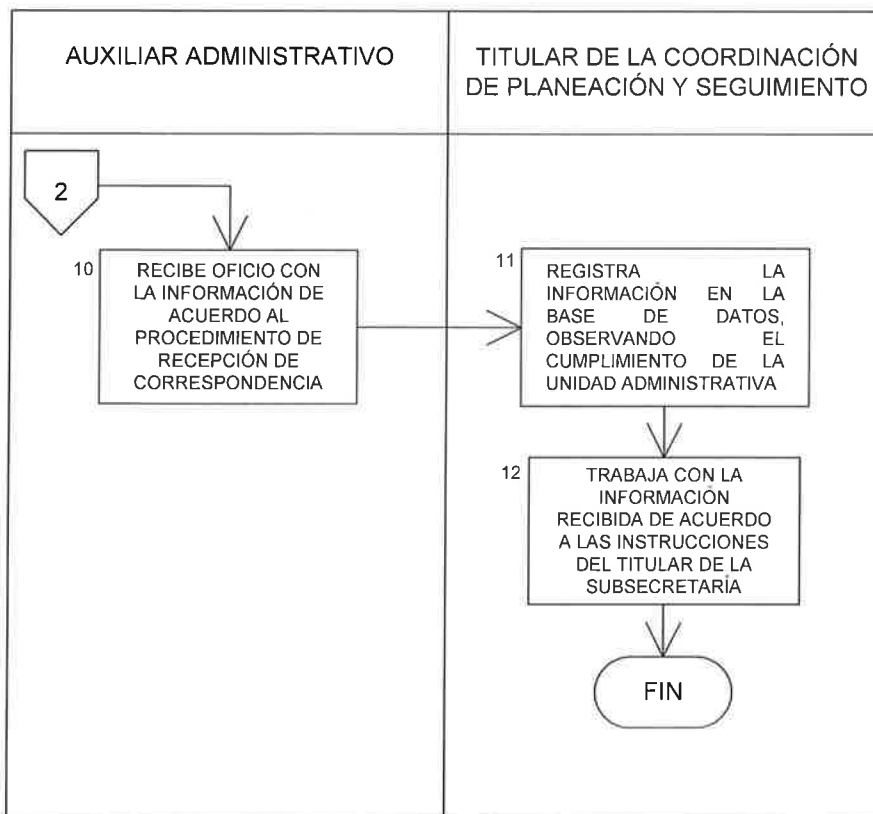 AUXILIAR ADMINISTRATIVO
TITULAR DE LA COORDINACIÓN
DE PLANEACIÓN Y SEGUIMIENTO
2
10
RECIBE OFICIO CON
LA INFORMACIÓN DE
ACUERDO AL
PROCEDIMIENTO DE
RECEPCIÓN DE
CORRESPONDENCIA
11
REGISTRA LA
INFORMACIÓN EN LA
BASE DE DATOS,
OBSERVANDO EL
CUMPLIMIENTO DE LA
UNIDAD ADMINISTRATIVA
12
TRABAJA CON LA
INFORMACIÓN
RECIBIDA DE ACUERDO
A LAS INSTRUCCIONES
DEL TITULAR DE LA
SUBSECRETARÍA
FIN